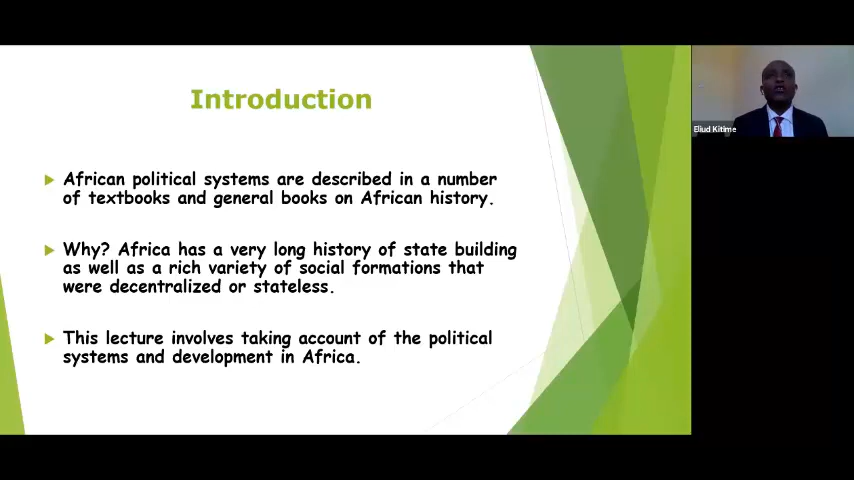 Introduction
African political systems are described in a number
of textbooks and general books on African history.
Why? Africa has a very long history of state building
as well as a rich variety of social formations that
were decentralized or stateless.
This lecture involves taking account of the political
systems and development in Africa.
Eliud Kitime